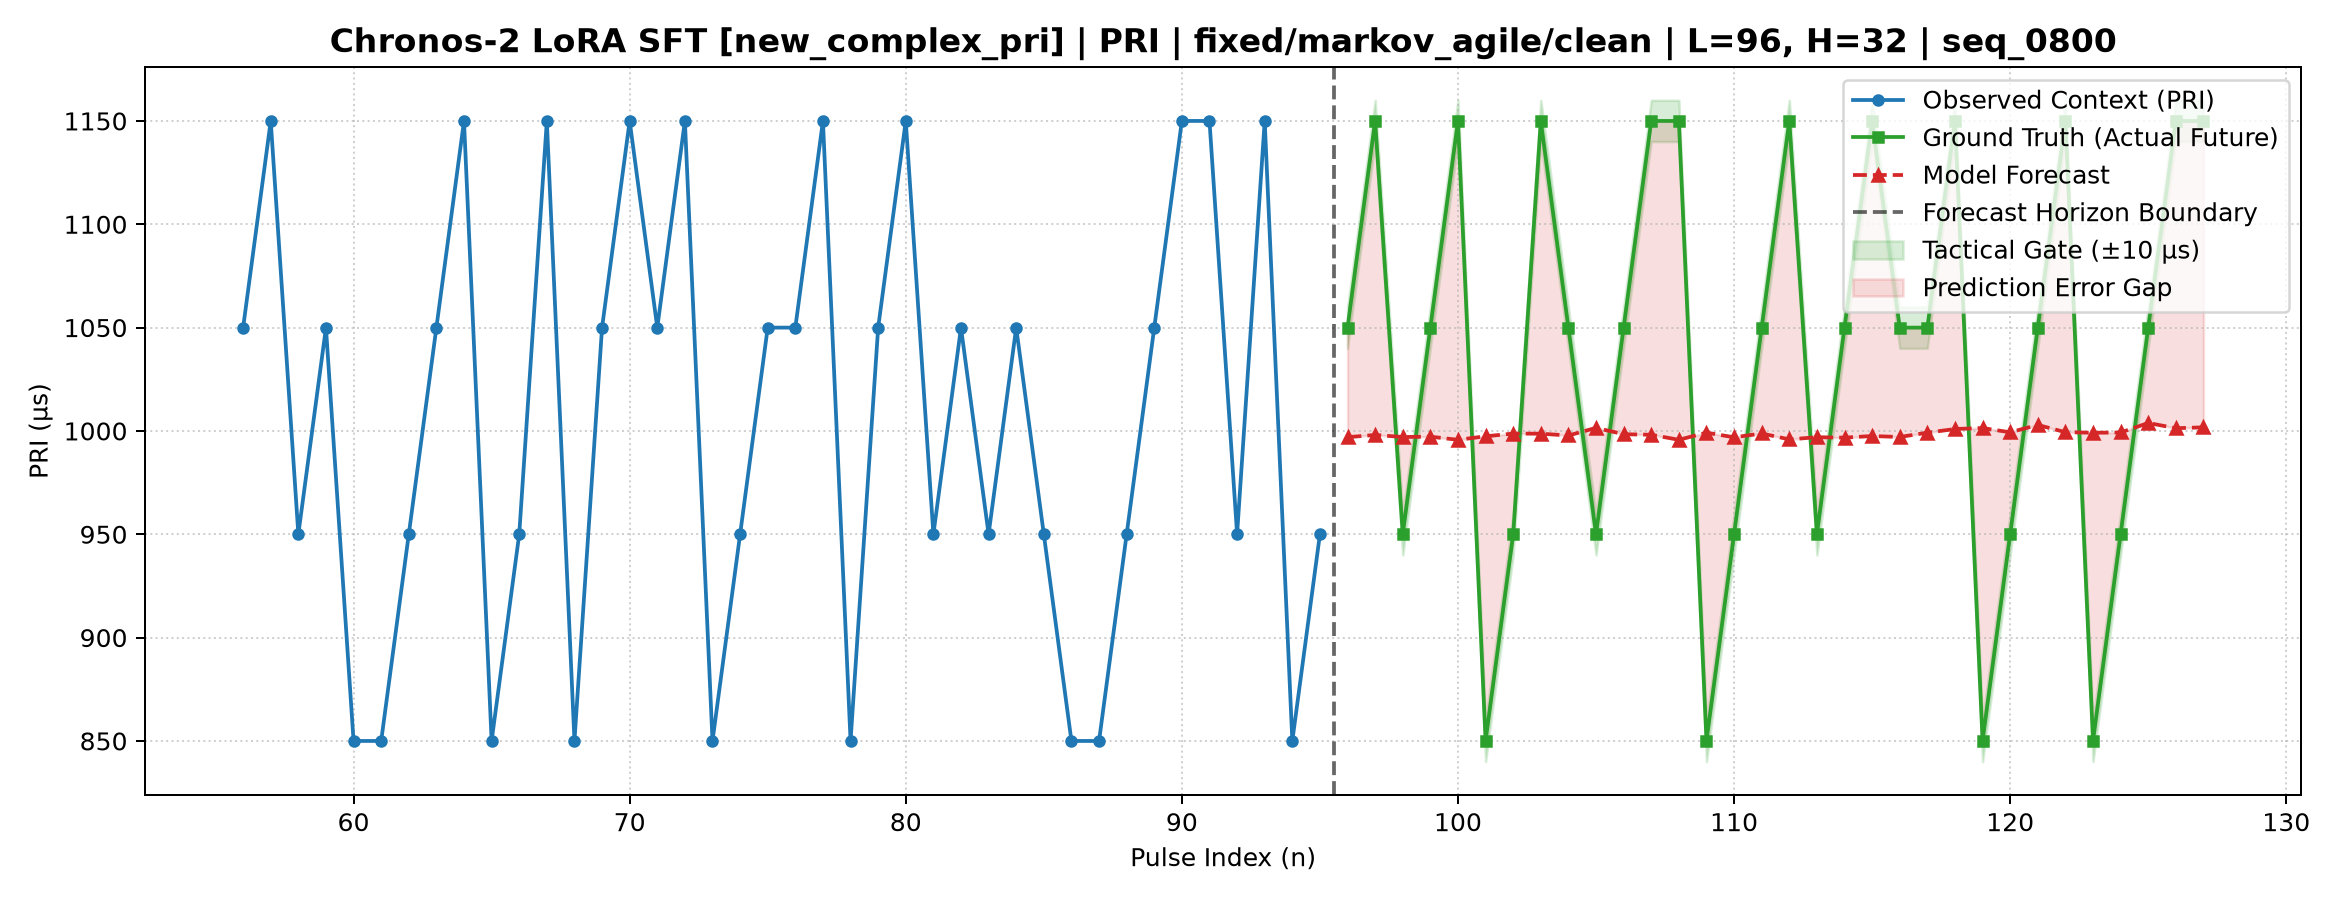 Chronos-2 LoRA SFT [new_complex_pri] | PRI | fixed/markov_agile/clean | L=96, H=32 | seq_0800
PRI (µs)
1150
1100
1050
1000
950
900
850
Observed Context (PRI)
Ground Truth (Actual Future)
Model Forecast
Forecast Horizon Boundary
Tactical Gate (±10 µs)
Prediction Error Gap
60 70 80 90 100 110 120 130
Pulse Index (n)